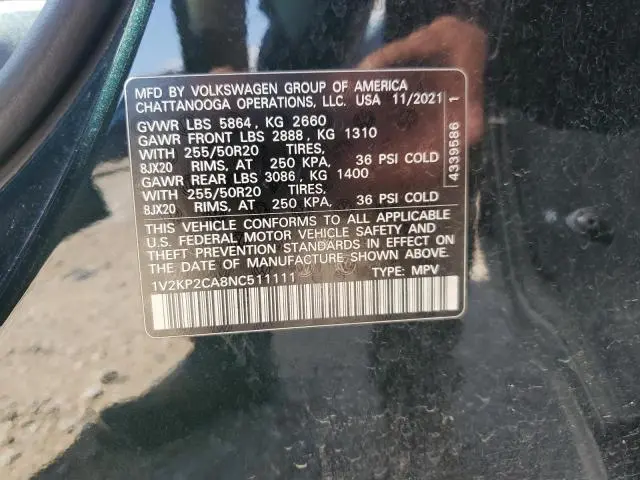 MFD BY VOLKSWAGEN GROUP OF AMERICA
CHATTANOOGA OPERATIONS, LLC. USA 11/2021
GVWR LBS 5864, KG 2660
GAWR FRONT LBS 2888, KG 1310
WITH 255/50R20 TIRES,
8JX20 RIMS, AT 250 KPA, 36 PSI COLD
GAWR REAR LBS 3086, KG 1400
WITH 255/50R20 TIRES,
8JX20 RIMS, AT 250 KPA, 36 PSI COLD
THIS VEHICLE CONFORMS TO ALL APPLICABLE
U.S. FEDERAL MOTOR VEHICLE SAFETY AND
THEFT PREVENTION STANDARDS IN EFFECT ON
THE DATE OF MANUFACTURE SHOWN ABOVE.
1V2KP2CA8NC511111 TYPE: MPV
4339586 1